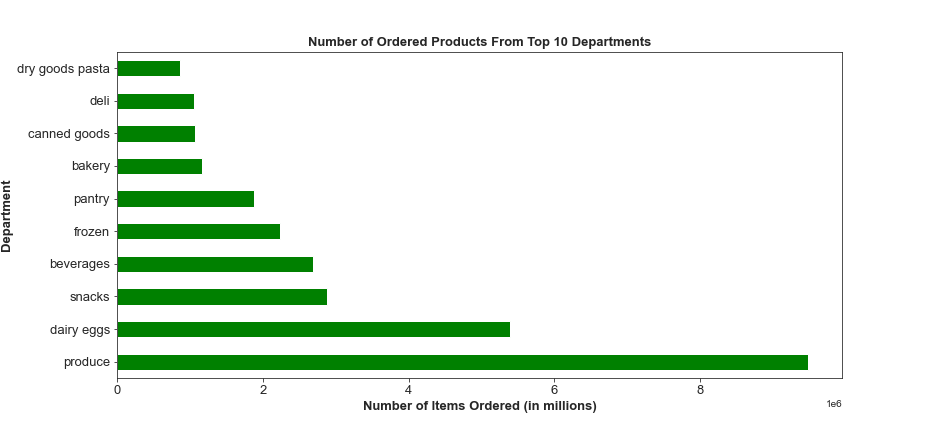 Number of Ordered Products From Top 10 Departments
Department
dry goods pasta
deli
canned goods
bakery
pantry
frozen
beverages
snacks
dairy eggs
produce
0 2 4 6 8
1e6
Number of Items Ordered (in millions)